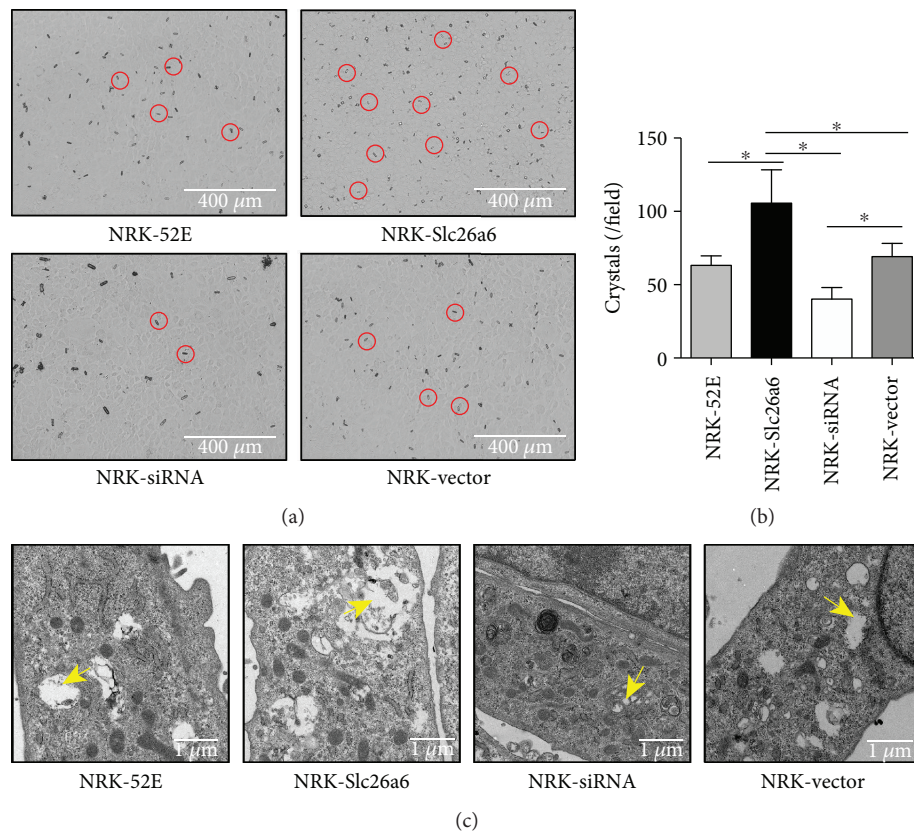 400 μm
400 μm
NRK-52E
NRK-Slc26a6
400 μm
400 μm
NRK-siRNA
NRK-vector
(a)
Crystals (/field)
150
100
50
0
*
*
*
*
NRK-52E
NRK-Slc26a6
NRK-siRNA
NRK-vector
(b)
1 μm
1 μm
1 μm
1 μm
NRK-52E
NRK-Slc26a6
NRK-siRNA
NRK-vector
(c)